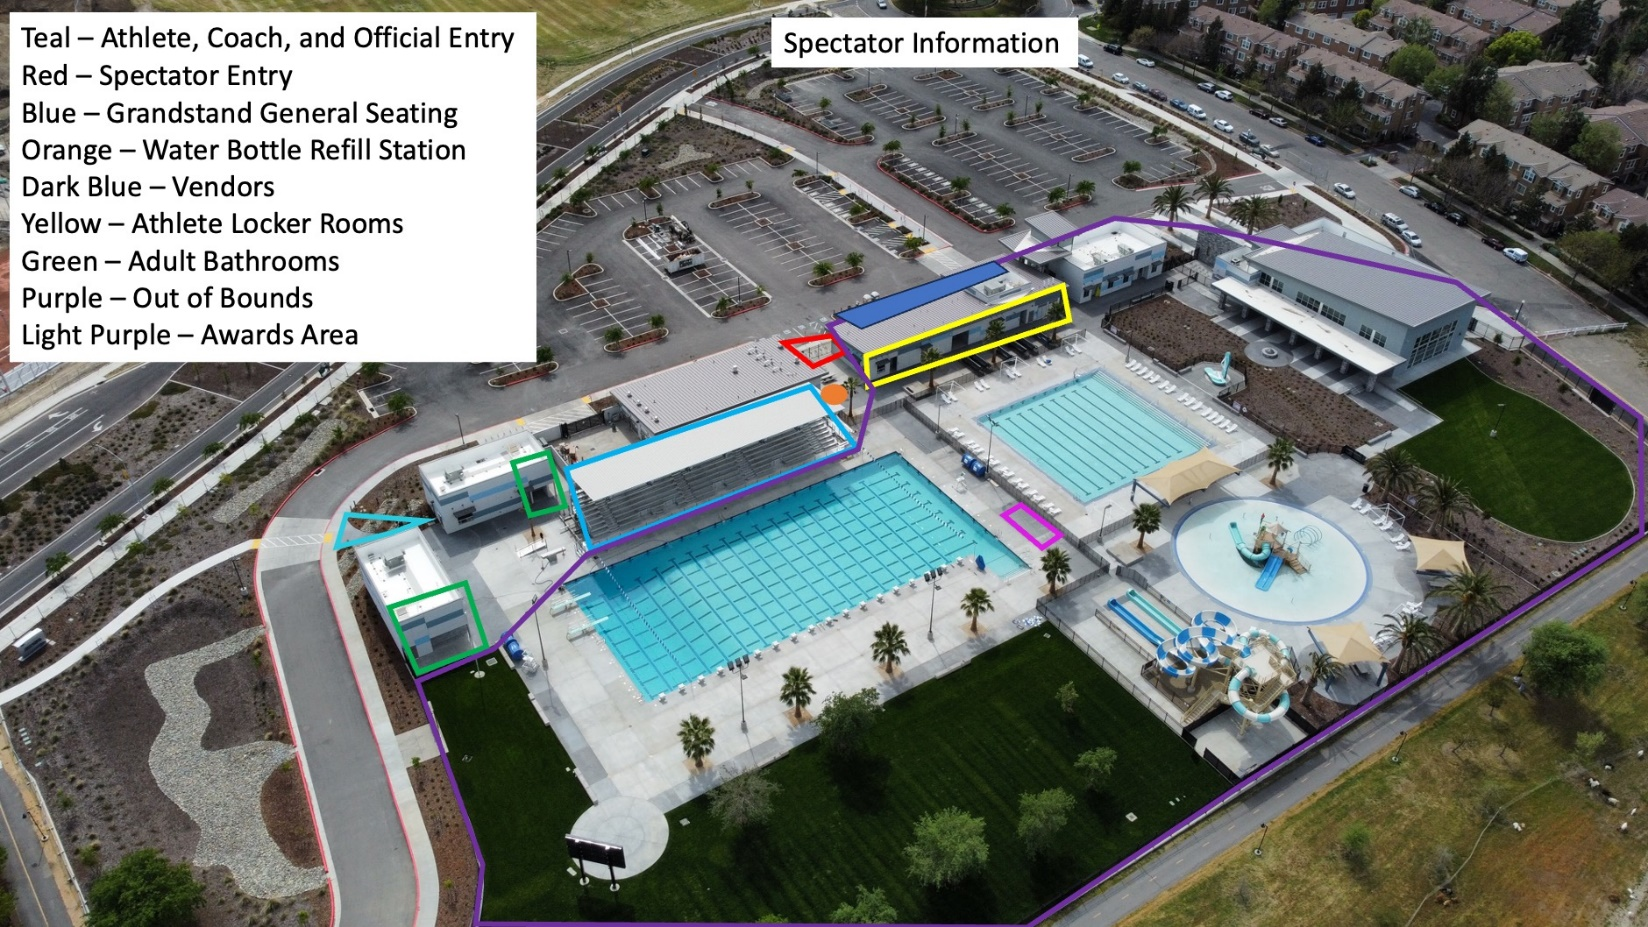 Teal – Athlete, Coach, and Official Entry
Red – Spectator Entry
Blue – Grandstand General Seating
Orange – Water Bottle Refill Station
Dark Blue – Vendors
Yellow – Athlete Locker Rooms
Green – Adult Bathrooms
Purple – Out of Bounds
Light Purple – Awards Area
Spectator Information